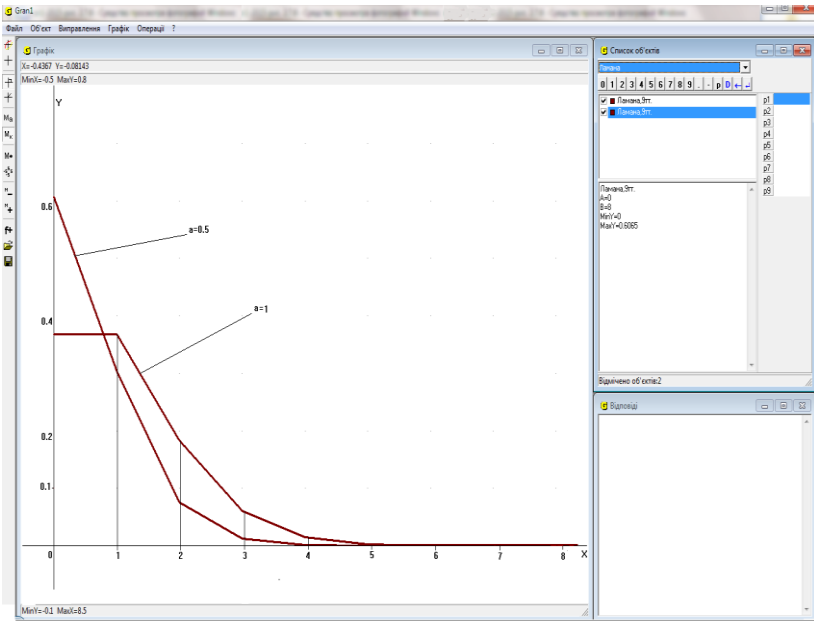 Gran1
Файл Об'єкт Виправлення Графік Операції ?
Графік
X=-0.4367 Y=-0.08143
MinX=-0.5 MaxY=0.8
Y
0.6
a=0.5
a=1
0.4
0.2
0.1
0 1 2 3 4 5 6 7 8 X
MinY=-0.1 MaxX=8.5
Список об'єктів
Ламана
0 1 2 3 4 5 6 7 8 9 . - p D ← ↵
Ламана,9тт.
Ламана,9тт.
p1
p2
p3
p4
p5
p6
p7
p8
p9
Ламана,9тт.
A=0
B=8
MinY=0
MaxY=0.6065
Відмічено об'єктів:2
Відповіді